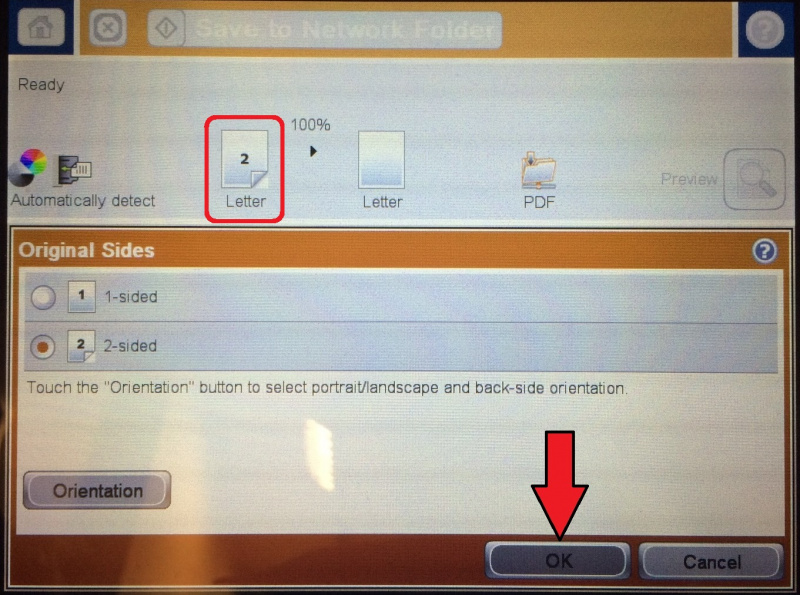 Save to Network Folder
Ready
100%
2
Automatically detect
Letter
Letter
PDF
Preview
Original Sides
?
1 1-sided
2 2-sided
Touch the "Orientation" button to select portrait/landscape and back-side orientation.
Orientation
OK
Cancel